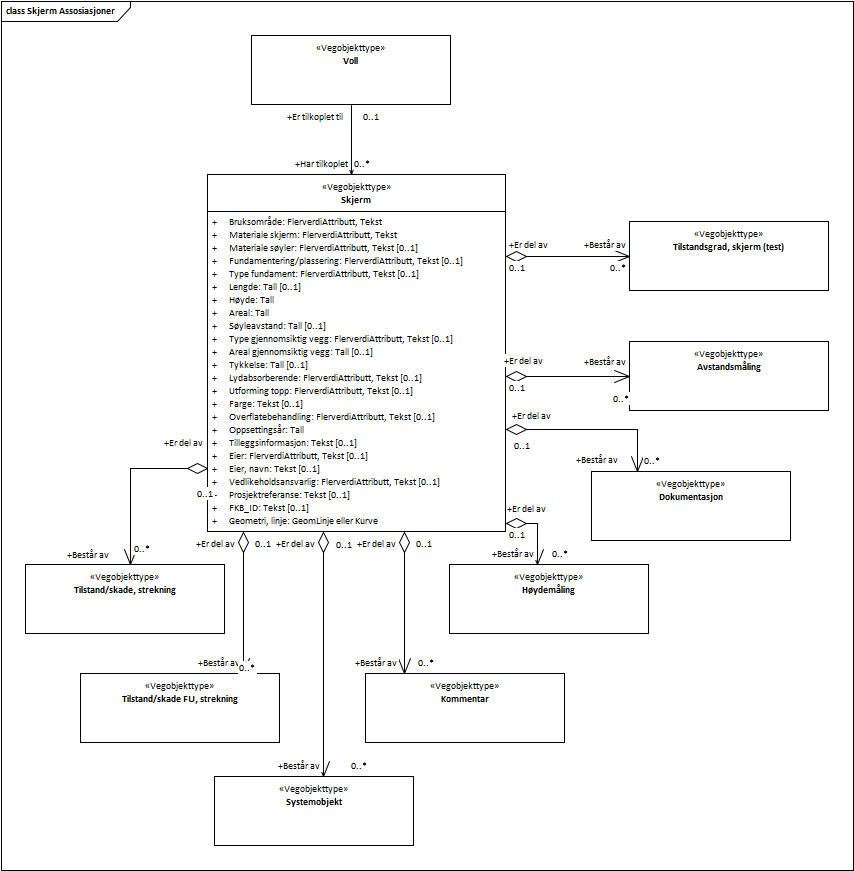 class Skjerm Assosiasjoner
«Vegobjekttype»
Voll
+Er tilkoplet til 0..1
+Har tilkoplet 0..*
«Vegobjekttype»
Skjerm
+ Bruksområde: FlerverdiAttributt, Tekst
+ Materiale skjerm: FlerverdiAttributt, Tekst
+ Materiale søyler: FlerverdiAttributt, Tekst [0..1]
+ Fundamentering/plassering: FlerverdiAttributt, Tekst [0..1]
+ Type fundament: FlerverdiAttributt, Tekst [0..1]
+ Lengde: Tall [0..1]
+ Høyde: Tall
+ Areal: Tall
+ Søyleavstand: Tall [0..1]
+ Type gjennomsiktig vegg: FlerverdiAttributt, Tekst [0..1]
+ Areal gjennomsiktig vegg: Tall [0..1]
+ Tykkelse: Tall [0..1]
+ Lydabsorberende: FlerverdiAttributt, Tekst [0..1]
+ Utforming topp: FlerverdiAttributt, Tekst [0..1]
+ Farge: Tekst [0..1]
+ Overflatebehandling: FlerverdiAttributt, Tekst [0..1]
+ Oppsettingsår: Tall
+ Tilleggsinformasjon: Tekst [0..1]
+ Eier: FlerverdiAttributt, Tekst [0..1]
+ Eier, navn: Tekst [0..1]
+ Vedlikeholdsansvarlig: FlerverdiAttributt, Tekst [0..1]
+ Prosjektreferanse: Tekst [0..1]
+ FKB_ID: Tekst [0..1]
+ Geometri, linje: GeomLinje eller Kurve
+Er del av +Består av
0..1 0..*
«Vegobjekttype»
Tilstandsgrad, skjerm (test)
+Er del av +Består av
0..1 0..*
«Vegobjekttype»
Avstandsmåling
+Er del av
0..1
+Består av 0..*
«Vegobjekttype»
Dokumentasjon
+Er del av
0..1
+Består av 0..*
«Vegobjekttype»
Høydemåling
+Er del av
0..1
+Består av 0..*
«Vegobjekttype»
Tilstand/skade, strekning
+Er del av 0..1 +Er del av 0..1 +Er del av 0..1
+Består av 0..*
«Vegobjekttype»
Tilstand/skade FU, strekning
+Består av 0..*
«Vegobjekttype»
Kommentar
+Består av 0..*
«Vegobjekttype»
Systemobjekt